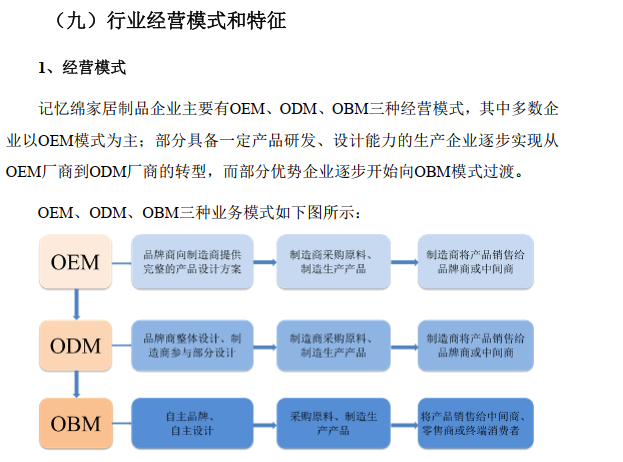 （九）行业经营模式和特征
1、经营模式
记忆绵家居制品企业主要有OEM、ODM、OBM三种经营模式，其中多数企
业以OEM模式为主；部分具备一定产品研发、设计能力的生产企业逐步实现从
OEM厂商到ODM厂商的转型，而部分优势企业逐步开始向OBM模式过渡。
OEM、ODM、OBM三种业务模式如下图所示：
OEM
品牌商向制造商提供
完整的产品设计方案
制造商采购原料、
制造生产产品
制造商将产品销售给
品牌商或中间商
ODM
品牌商整体设计、制
造商参与部分设计
制造商采购原料、
制造生产产品
制造商将产品销售给
品牌商或中间商
OBM
自主品牌、
自主设计
采购原料、制造生
产产品
将产品销售给中间商、
零售商或终端消费者